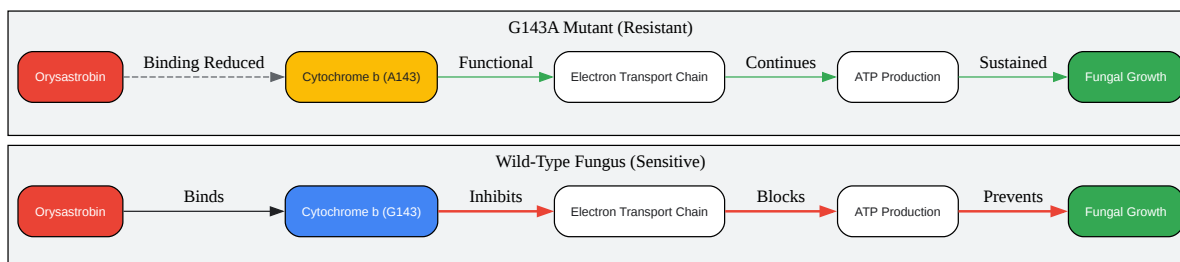 G143A Mutant (Resistant)
Orysastrobin
Binding Reduced
Cytochrome b (A143)
Functional
Electron Transport Chain
Continues
ATP Production
Sustained
Fungal Growth
Wild-Type Fungus (Sensitive)
Orysastrobin
Binds
Cytochrome b (G143)
Inhibits
Electron Transport Chain
Blocks
ATP Production
Prevents
Fungal Growth